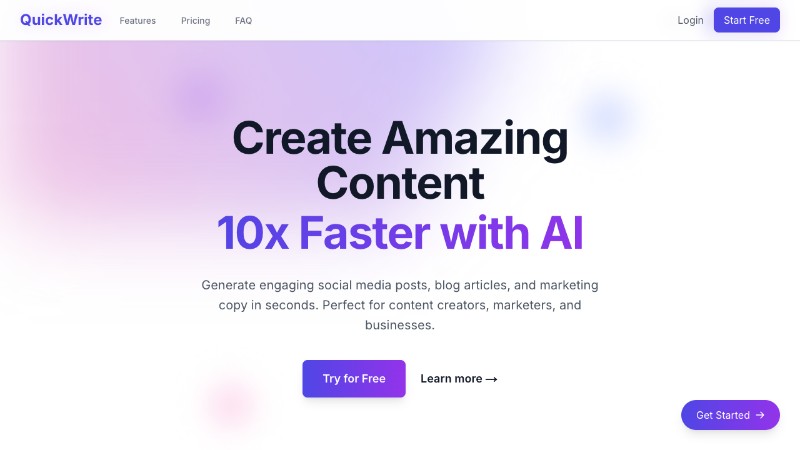 QuickWrite
Features
Pricing
FAQ
Login
Start Free
Create Amazing
Content
10x Faster with AI
Generate engaging social media posts, blog articles, and marketing
copy in seconds. Perfect for content creators, marketers, and
businesses.
Try for Free
Learn more →
Get Started →